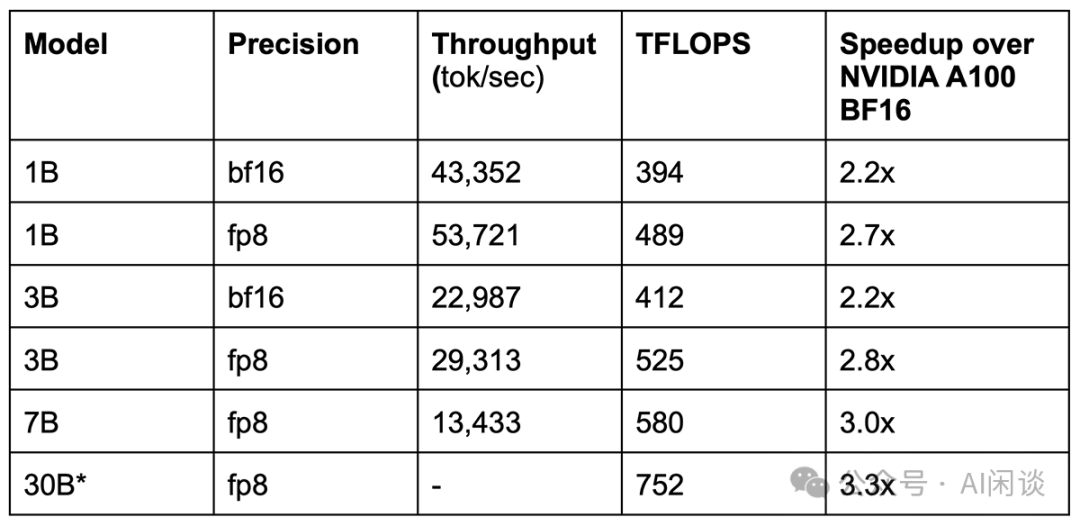 Model Precision Throughput TFLOPS Speedup over
(tok/sec) NVIDIA A100
BF16
1B bf16 43,352 394 2.2x
1B fp8 53,721 489 2.7x
3B bf16 22,987 412 2.2x
3B fp8 29,313 525 2.8x
7B fp8 13,433 580 3.0x
30B* fp8 - 752 3.3x
公众号 · AI闲谈